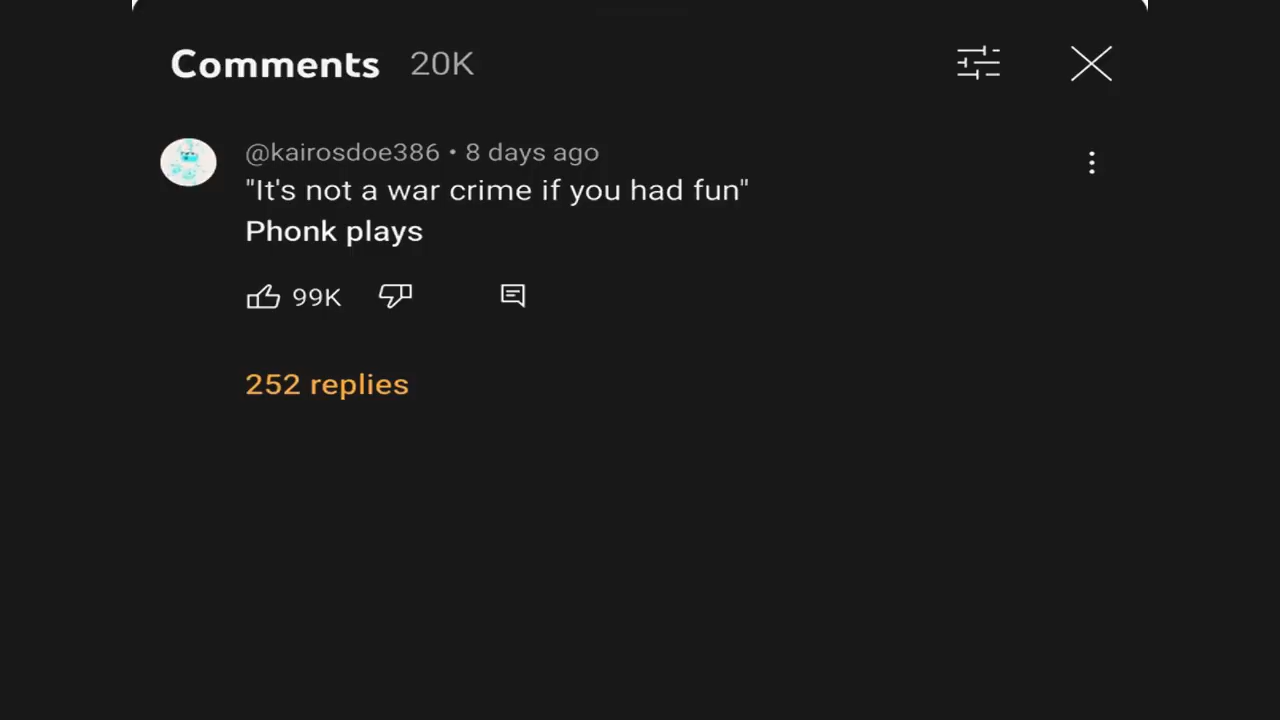 Comments 20K
@kairosdoe386 • 8 days ago
"It's not a war crime if you had fun"
Phonk plays
99K
252 replies